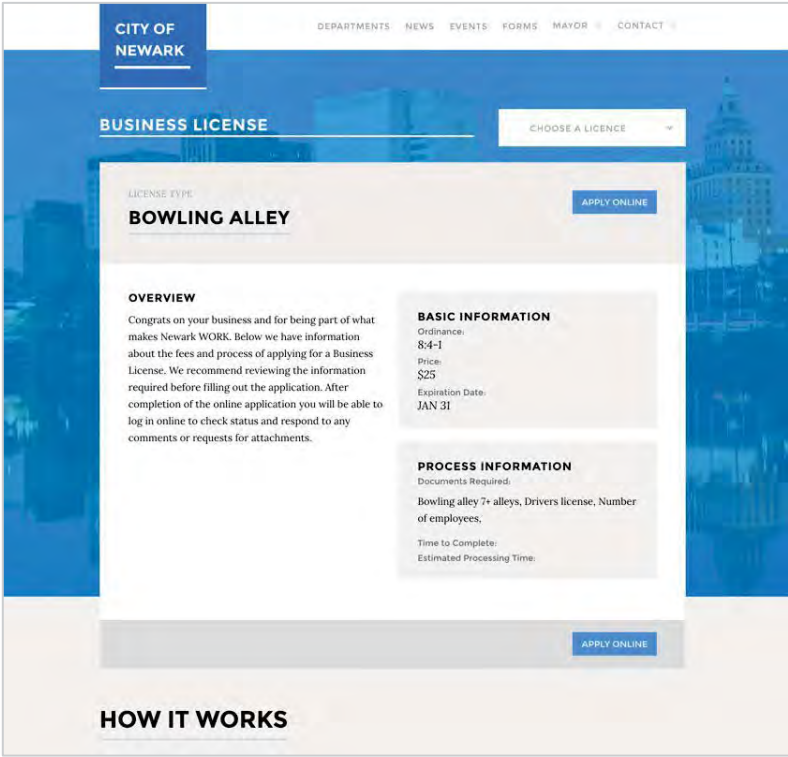 CITY OF
NEWARK
DEPARTMENTS NEWS EVENTS FORMS MAYOR CONTACT
BUSINESS LICENSE
CHOOSE A LICENCE
LICENSE TYPE
BOWLING ALLEY
APPLY ONLINE
OVERVIEW
Congrats on your business and for being part of what
makes Newark WORK. Below we have information
about the fees and process of applying for a Business
License. We recommend reviewing the information
required before filling out the application. After
completion of the online application you will be able to
log in online to check status and respond to any
comments or requests for attachments.
BASIC INFORMATION
Ordinance:
8:4-1
Price:
$25
Expiration Date:
JAN 31
PROCESS INFORMATION
Documents Required:
Bowling alley 7+ alleys, Drivers license, Number
of employees,
Time to Complete:
Estimated Processing Time:
APPLY ONLINE
HOW IT WORKS